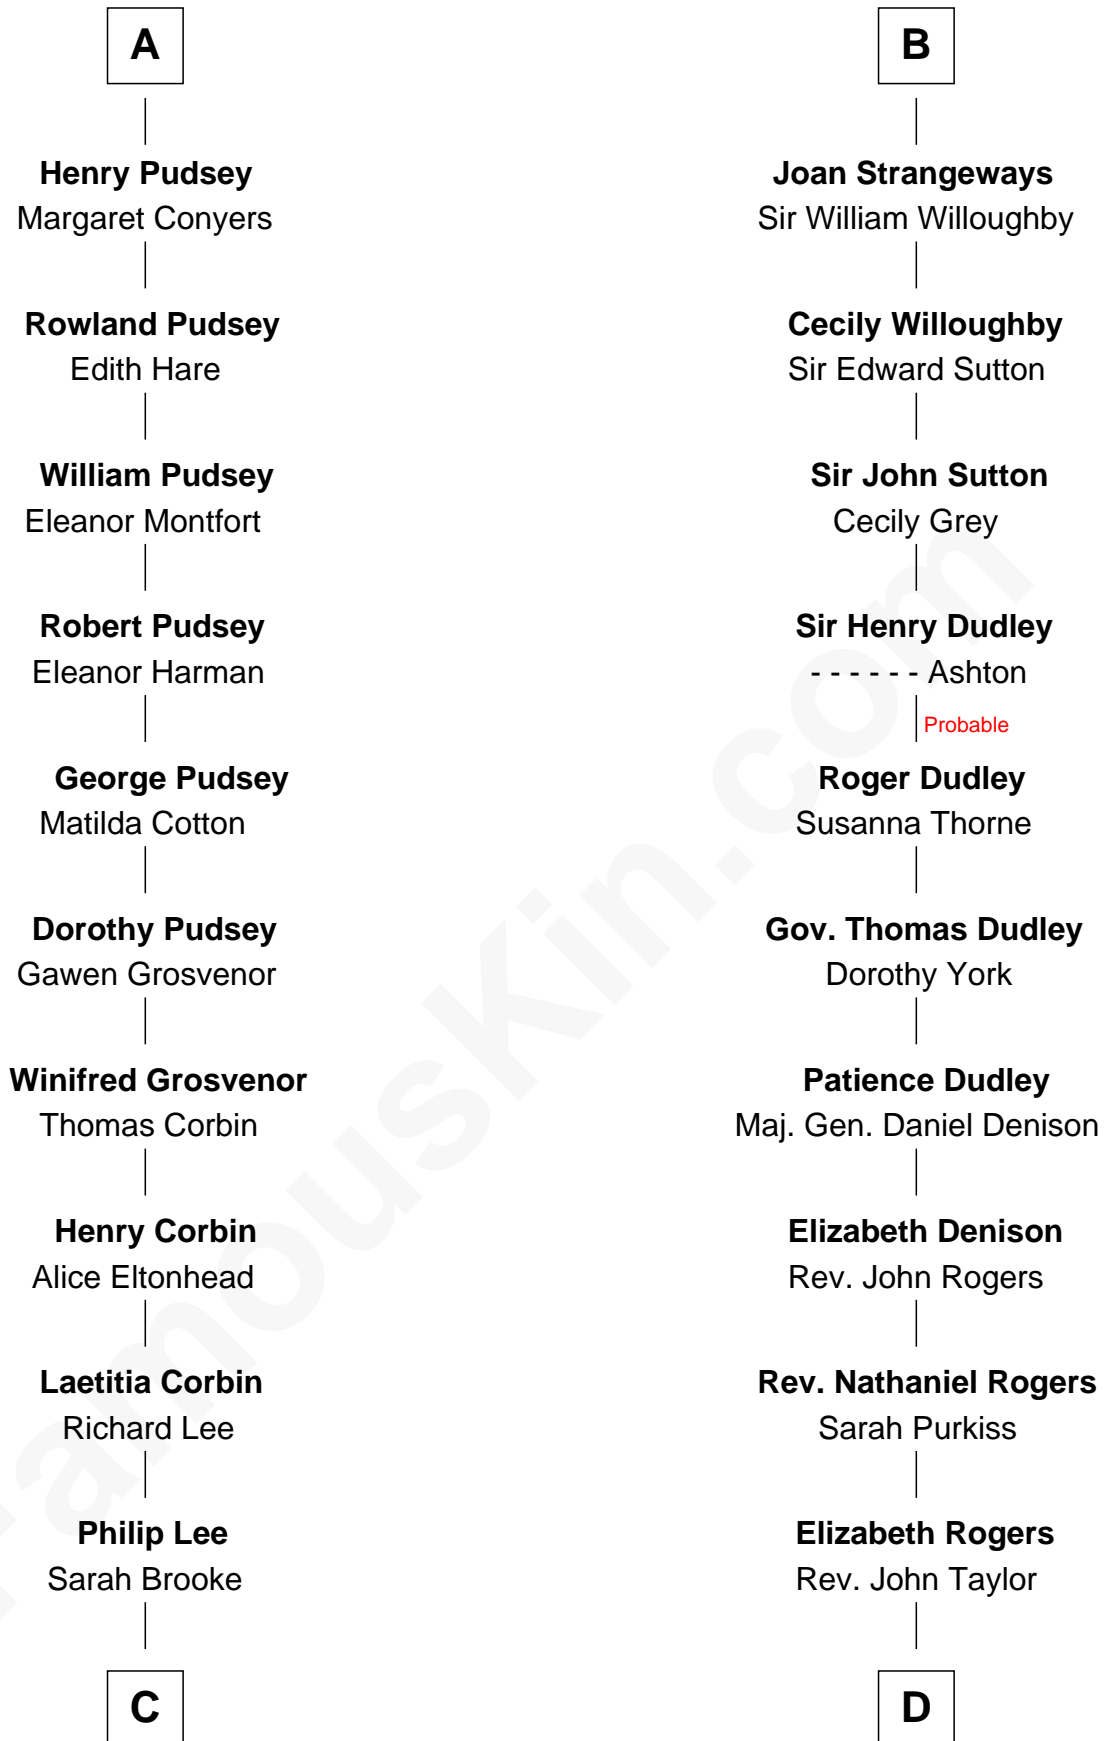 A
Henry Pudsey
Margaret Conyers
Rowland Pudsey
Edith Hare
William Pudsey
Eleanor Montfort
Robert Pudsey
Eleanor Harman
George Pudsey
Matilda Cotton
Dorothy Pudsey
Gawen Grosvenor
Winifred Grosvenor
Thomas Corbin
Henry Corbin
Alice Eltonhead
Laetitia Corbin
Richard Lee
Philip Lee
Sarah Brooke
C
B
Joan Strangeways
Sir William Willoughby
Cecily Willoughby
Sir Edward Sutton
Sir John Sutton
Cecily Grey
Sir Henry Dudley
- - - - - - Ashton
Probable
Roger Dudley
Susanna Thorne
Gov. Thomas Dudley
Dorothy York
Patience Dudley
Maj. Gen. Daniel Denison
Elizabeth Denison
Rev. John Rogers
Rev. Nathaniel Rogers
Sarah Purkiss
Elizabeth Rogers
Rev. John Taylor
D
FamousKin.com